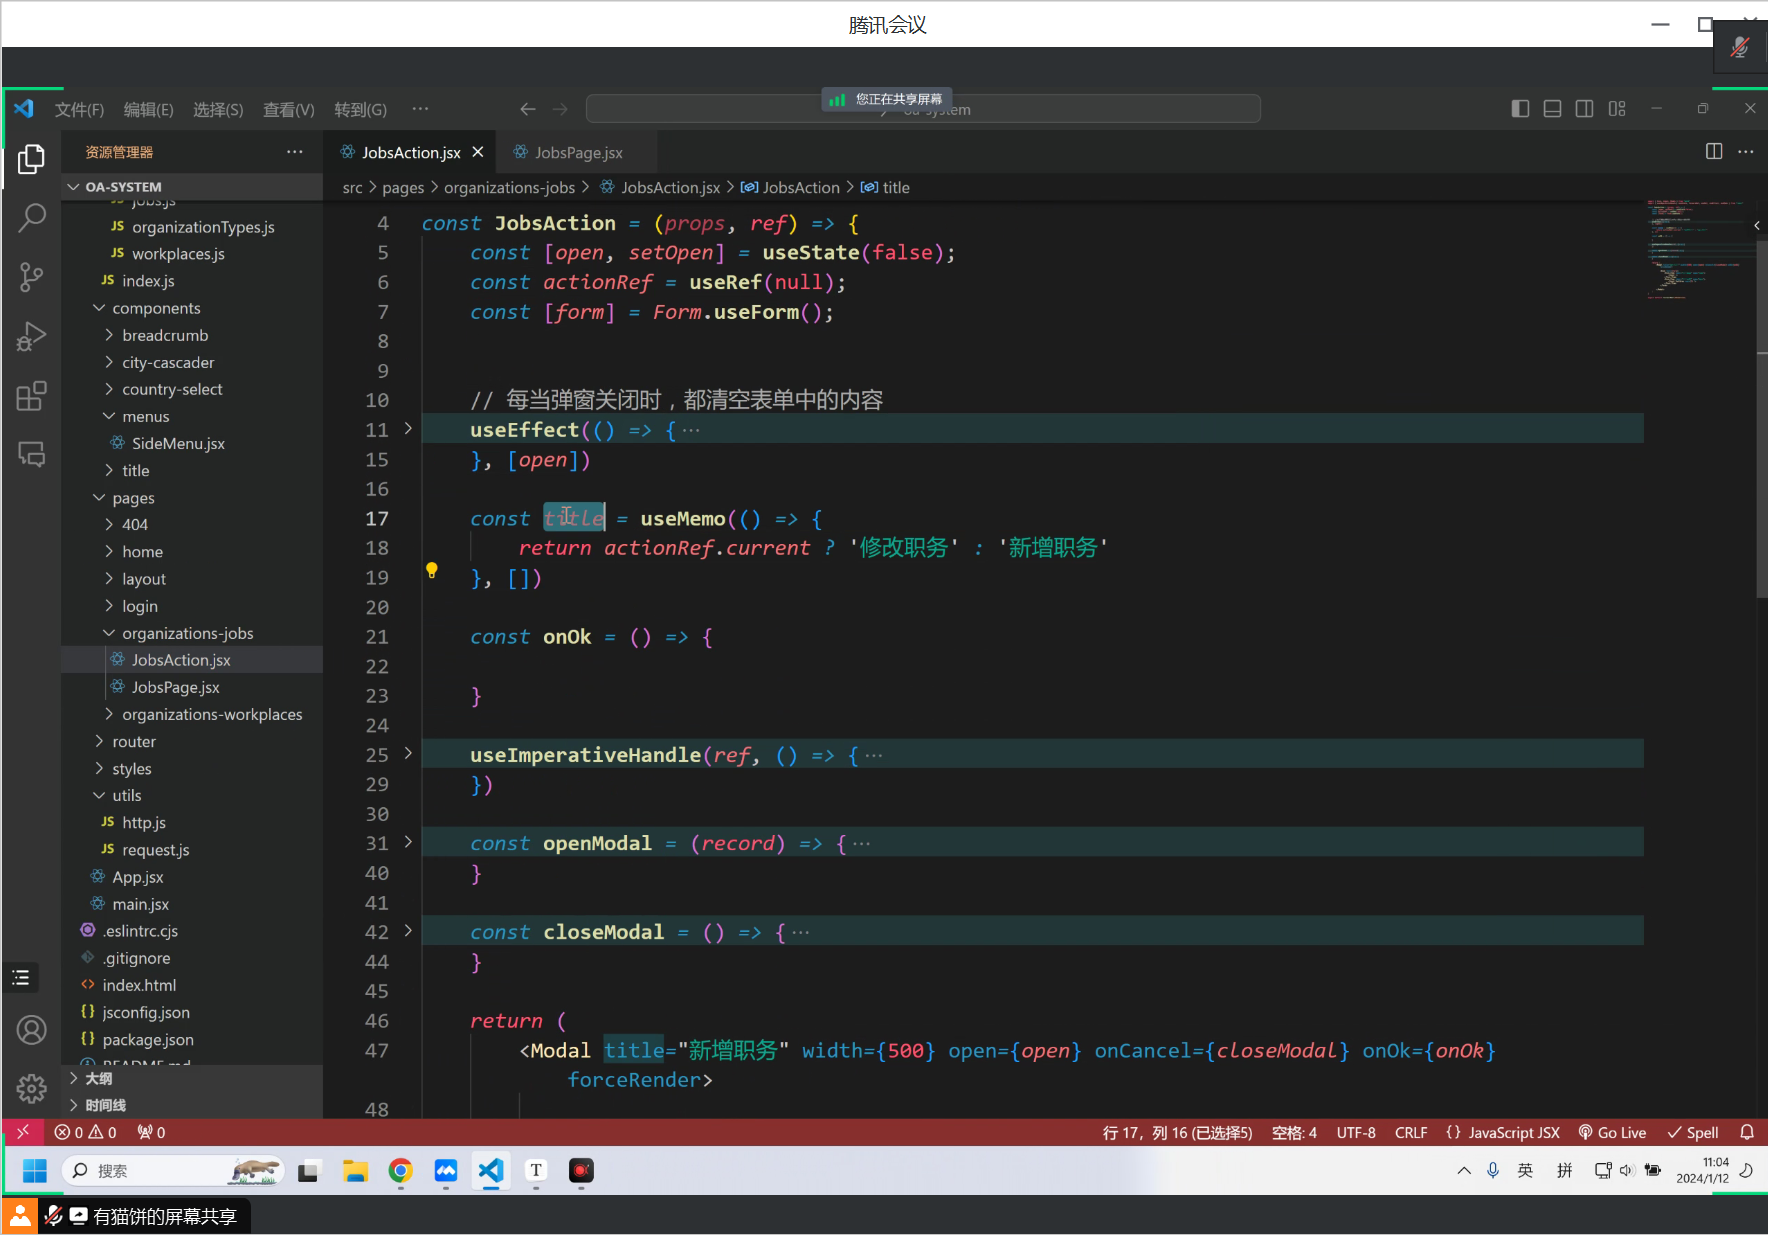 腾讯会议
您正在共享屏幕
文件(F) 编辑(E) 选择(S) 查看(V) 转到(G) ···
oa-system
资源管理器 ···
JobsAction.jsx
JobsPage.jsx
OA-SYSTEM
src > pages > organizations-jobs > JobsAction.jsx > JobsAction > title
jobs.js
JS organizationTypes.js
JS workplaces.js
JS index.js
components
breadcrumb
city-cascader
country-select
menus
SideMenu.jsx
title
pages
404
home
layout
login
organizations-jobs
JobsAction.jsx
JobsPage.jsx
organizations-workplaces
router
styles
utils
JS http.js
JS request.js
App.jsx
main.jsx
.eslintrc.cjs
.gitignore
<> index.html
{} jsconfig.json
{} package.json
README.md
大纲
时间线
4 const JobsAction = (props, ref) => {
5 const [open, setOpen] = useState(false);
6 const actionRef = useRef(null);
7 const [form] = Form.useForm();
8
9
10 // 每当弹窗关闭时，都清空表单中的内容
11 useEffect(() => {···
15 }, [open])
16
17 const title = useMemo(() => {
18 return actionRef.current ? '修改职务' : '新增职务'
19 }, [])
20
21 const onOk = () => {
22
23 }
24
25 useImperativeHandle(ref, () => {···
29 })
30
31 const openModal = (record) => {···
40 }
41
42 const closeModal = () => {···
44 }
45
46 return (
47 <Modal title="新增职务" width={500} open={open} onCancel={closeModal} onOk={onOk}
forceRender>
48
0 0 0
行 17，列 16 (已选择5) 空格: 4 UTF-8 CRLF {} JavaScript JSX Go Live Spell
搜索
T
英 拼
11:04
2024/1/12
有猫饼的屏幕共享